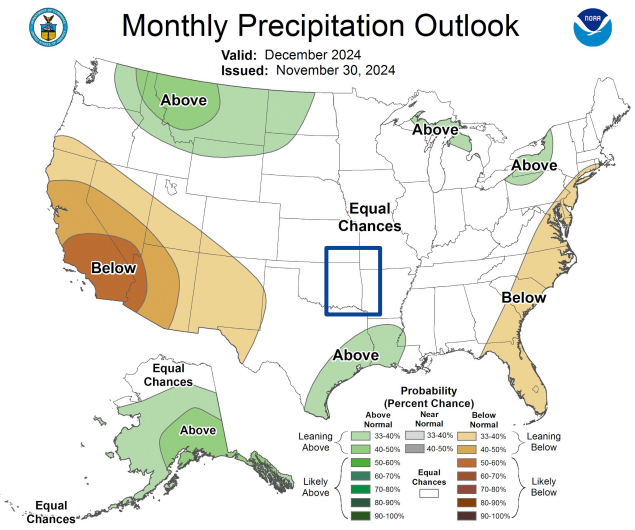 Monthly Precipitation Outlook
NOAA
Valid: December 2024
Issued: November 30, 2024
Above
Above
Above
Equal
Chances
Below
Below
Above
Equal
Chances
Above
Equal
Chances
Probability
(Percent Chance)
Above
Normal
Near
Normal
Below
Normal
Leaning
Above
33-40%
33-40%
33-40%
Leaning
Below
40-50%
40-50%
40-50%
Likely
Above
50-60%
Equal
Chances
50-60%
Likely
Below
60-70%
60-70%
70-80%
70-80%
80-90%
80-90%
90-100%
90-100%